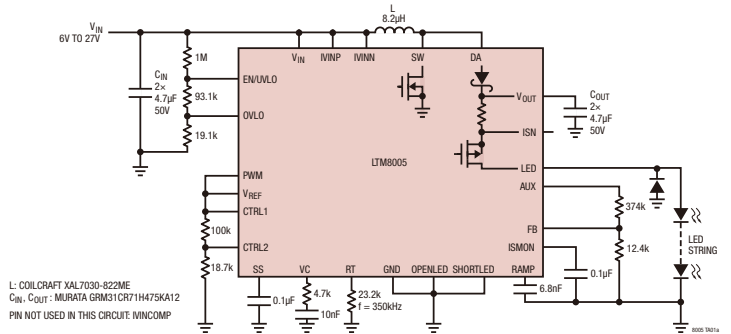 L
8.2µH
VIN
6V TO 27V
1M
VIN
IVINP
IVINN
SW
DA
CIN
2×
4.7µF
50V
EN/UVLO
93.1k
OVLO
19.1k
VOUT
COUT
2×
4.7µF
50V
ISN
LTM8005
LED
PWM
VREF
CTRL1
100k
CTRL2
18.7k
AUX
374k
FB
12.4k
LED
STRING
ISMON
SS
VC
RT
GND
OPENLED
SHORTLED
RAMP
0.1µF
4.7k
10nF
23.2k
f = 350kHz
6.8nF
0.1µF
L: COILCRAFT XAL7030-822ME
CIN, COUT: MURATA GRM31CR71H475KA12
PIN NOT USED IN THIS CIRCUIT: IVINCOMP
8005 TA01a